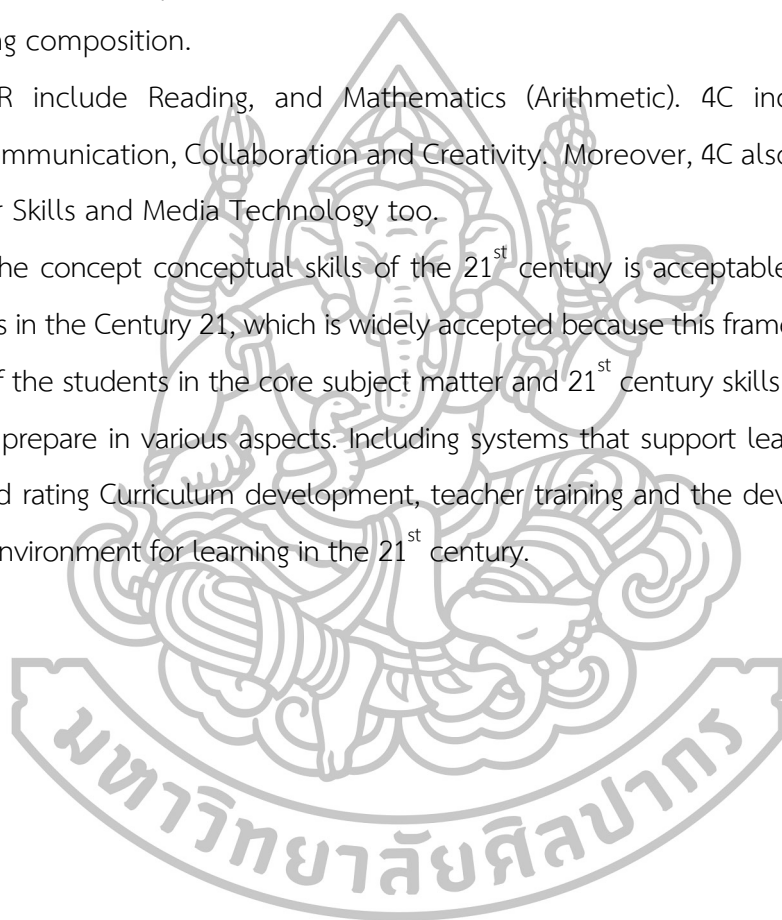 ng composition.
R include Reading, and Mathematics (Arithmetic). 4C inc
ommunication, Collaboration and Creativity. Moreover, 4C also
r Skills and Media Technology too.
he concept conceptual skills of the 21st century is acceptable
s in the Century 21, which is widely accepted because this frame
f the students in the core subject matter and 21st century skills
prepare in various aspects. Including systems that support lea
d rating Curriculum development, teacher training and the dev
nvironment for learning in the 21st century.
มหาวิทยาลัยศิลปากร